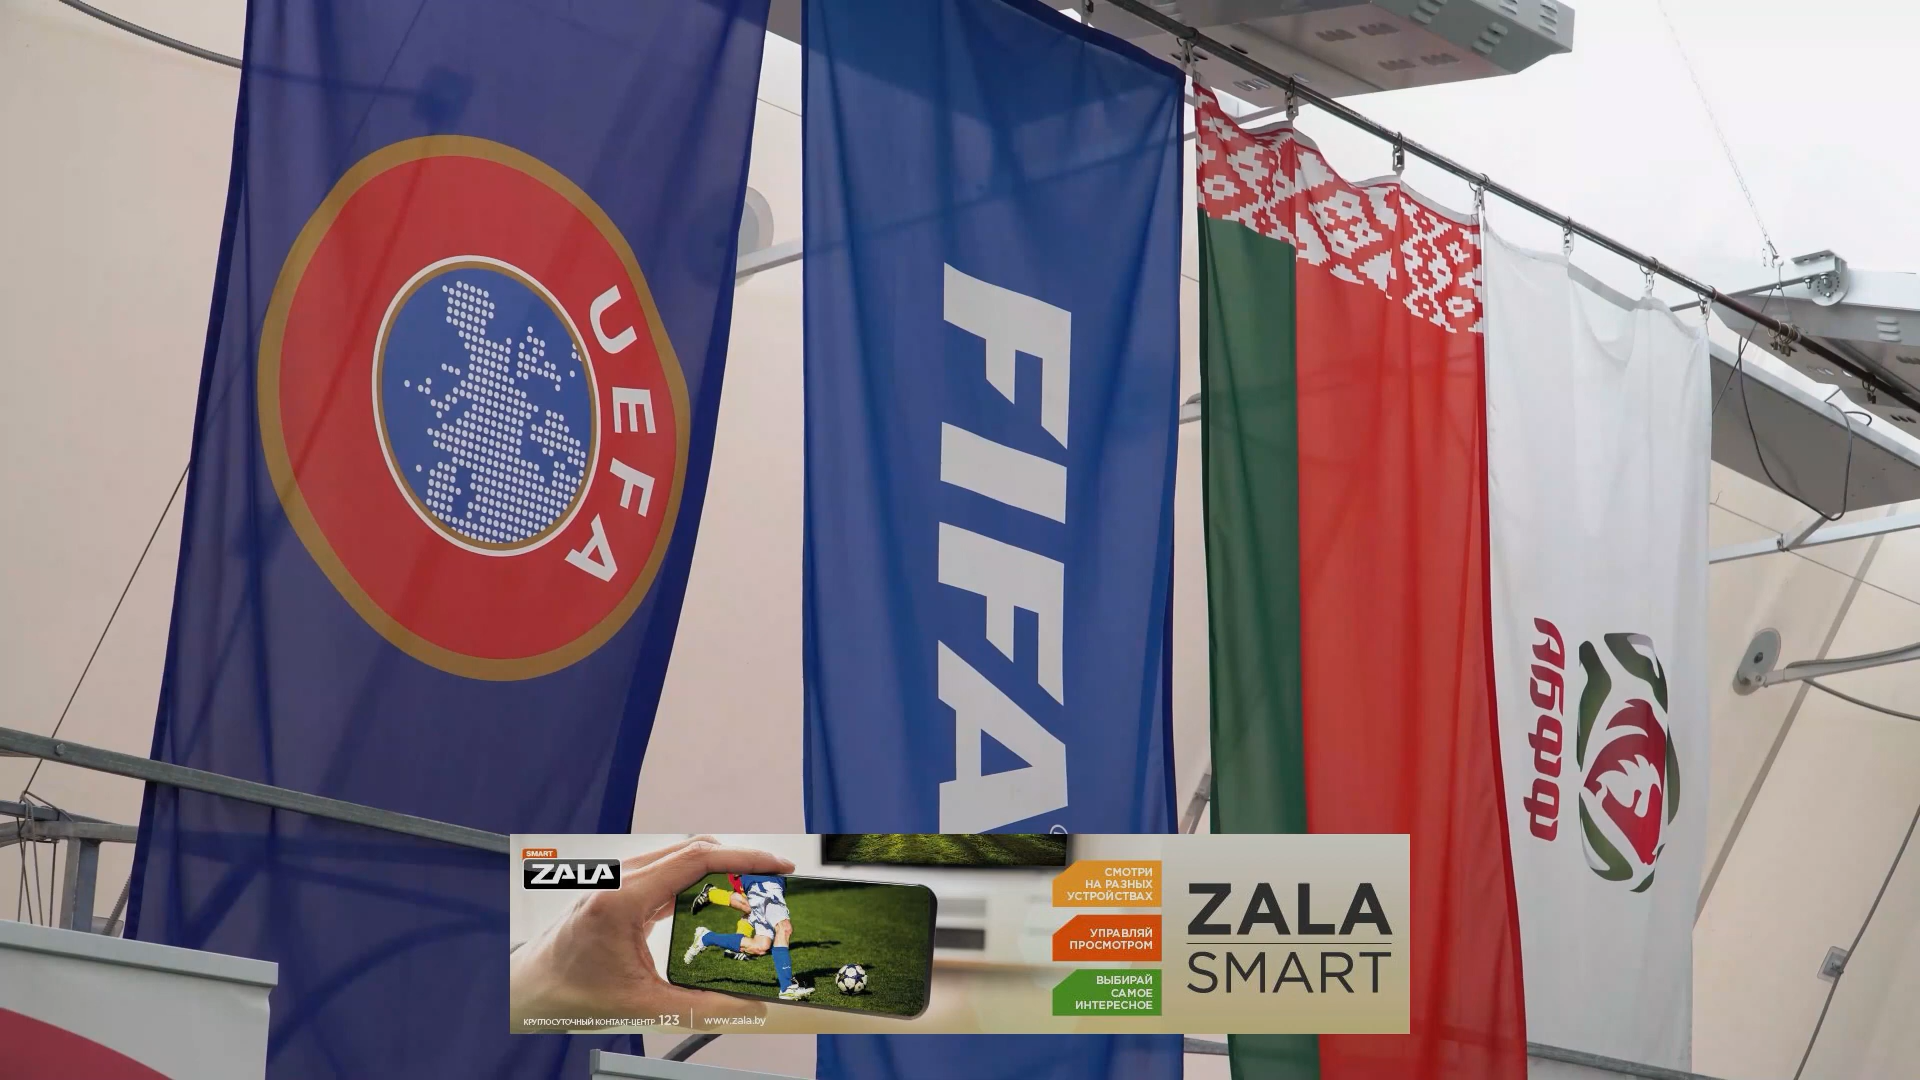 UEFA
FIFA
АБФФ
SMART
ZALA
СМОТРИ
НА РАЗНЫХ
УСТРОЙСТВАХ
УПРАВЛЯЙ
ПРОСМОТРОМ
ВЫБИРАЙ
САМОЕ
ИНТЕРЕСНОЕ
ZALA
SMART
КРУГЛОСУТОЧНЫЙ КОНТАКТ-ЦЕНТР 123
www.zala.by